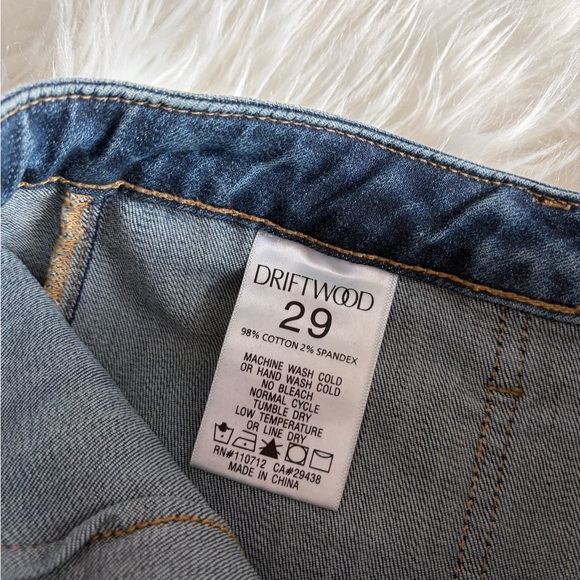 DRIFTWOOD
29
98% COTTON 2% SPANDEX
MACHINE WASH COLD
OR HAND WASH COLD
NO BLEACH
NORMAL CYCLE
TUMBLE DRY
LOW TEMPERATURE
OR LINE DRY
RN#110712 CA#29438
MADE IN CHINA